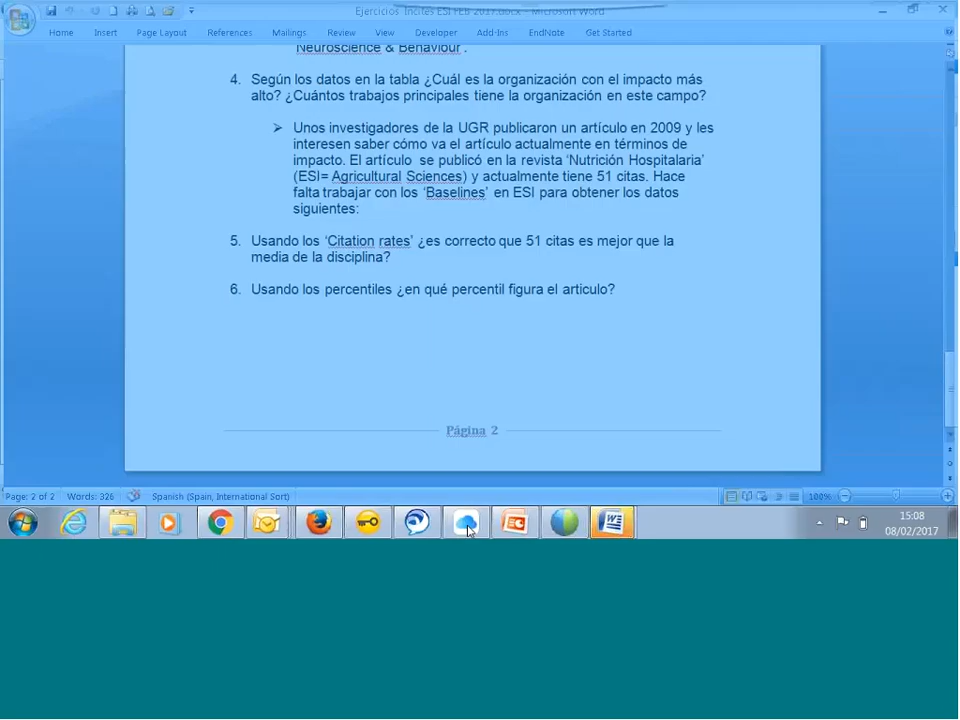 Ejercicios Incites ESI FEB 2017.docx - Microsoft Word
Home Insert Page Layout References Mailings Review View Developer Add-Ins EndNote Get Started
Neuroscience & Behaviour'.
4. Según los datos en la tabla ¿Cuál es la organización con el impacto más
alto? ¿Cuántos trabajos principales tiene la organización en este campo?
➢ Unos investigadores de la UGR publicaron un artículo en 2009 y les
interesen saber cómo va el artículo actualmente en términos de
impacto. El artículo se publicó en la revista 'Nutrición Hospitalaria'
(ESI= Agricultural Sciences) y actualmente tiene 51 citas. Hace
falta trabajar con los 'Baselines' en ESI para obtener los datos
siguientes:
5. Usando los 'Citation rates' ¿es correcto que 51 citas es mejor que la
media de la disciplina?
6. Usando los percentiles ¿en qué percentil figura el articulo?
Página 2
Page: 2 of 2 Words: 326 Spanish (Spain, International Sort) 100%
15:08
08/02/2017